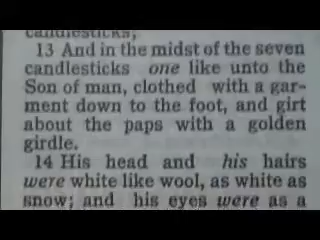 candlesticks;
13 And in the midst of the seven
candlesticks one like unto the
Son of man, clothed with a gar-
ment down to the foot, and girt
about the paps with a golden
girdle.
14 His head and his hairs
were white like wool, as white as
snow; and his eyes were as a